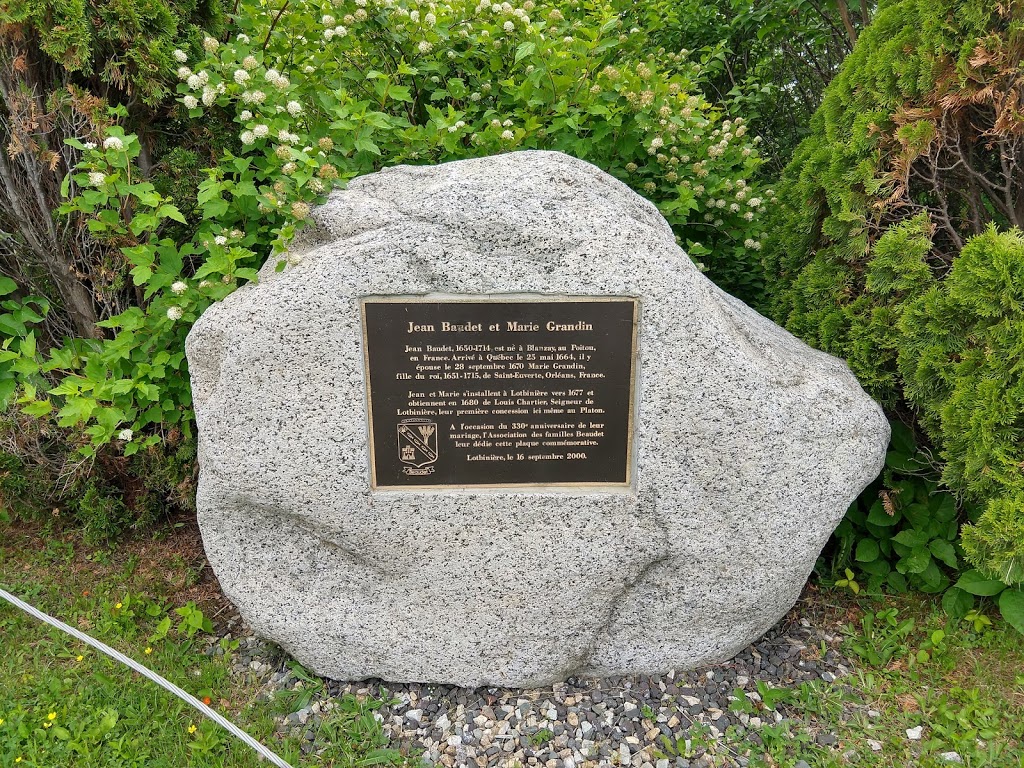 Jean Baudet et Marie Grandin
Jean Baudet, 1650-1714 est né à Blanzay, au Poitou,
en France. Arrivé à Québec le 25 mai 1664, il y
épouse le 28 septembre 1670 Marie Grandin,
fille du roi, 1651-1715, de Saint-Euverte, Orléans, France.
Jean et Marie s'installent à Lotbinière vers 1677 et
obtiennent en 1680 de Louis Chartier, Seigneur de
Lotbinière, leur première concession ici même au Platon.
A l'occasion du 330e anniversaire de leur
mariage, l'Association des familles Beaudet
leur dédie cette plaque commémorative.
Lotbinière, le 16 septembre 2000.